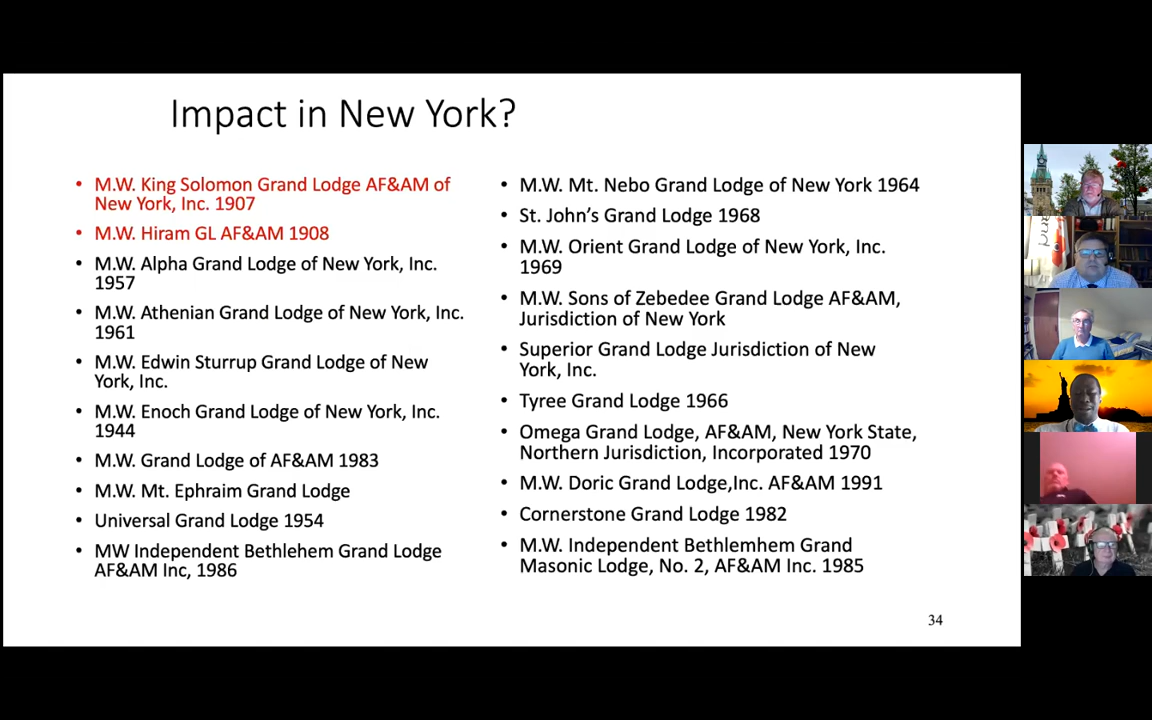 Impact in New York?
• M.W. King Solomon Grand Lodge AF&AM of
New York, Inc. 1907
• M.W. Hiram GL AF&AM 1908
• M.W. Alpha Grand Lodge of New York, Inc.
1957
• M.W. Athenian Grand Lodge of New York, Inc.
1961
• M.W. Edwin Sturrup Grand Lodge of New
York, Inc.
• M.W. Enoch Grand Lodge of New York, Inc.
1944
• M.W. Grand Lodge of AF&AM 1983
• M.W. Mt. Ephraim Grand Lodge
• Universal Grand Lodge 1954
• MW Independent Bethlehem Grand Lodge
AF&AM Inc, 1986
• M.W. Mt. Nebo Grand Lodge of New York 1964
• St. John’s Grand Lodge 1968
• M.W. Orient Grand Lodge of New York, Inc.
1969
• M.W. Sons of Zebedee Grand Lodge AF&AM,
Jurisdiction of New York
• Superior Grand Lodge Jurisdiction of New
York, Inc.
• Tyree Grand Lodge 1966
• Omega Grand Lodge, AF&AM, New York State,
Northern Jurisdiction, Incorporated 1970
• M.W. Doric Grand Lodge,Inc. AF&AM 1991
• Cornerstone Grand Lodge 1982
• M.W. Independent Bethlemhem Grand
Masonic Lodge, No. 2, AF&AM Inc. 1985
34